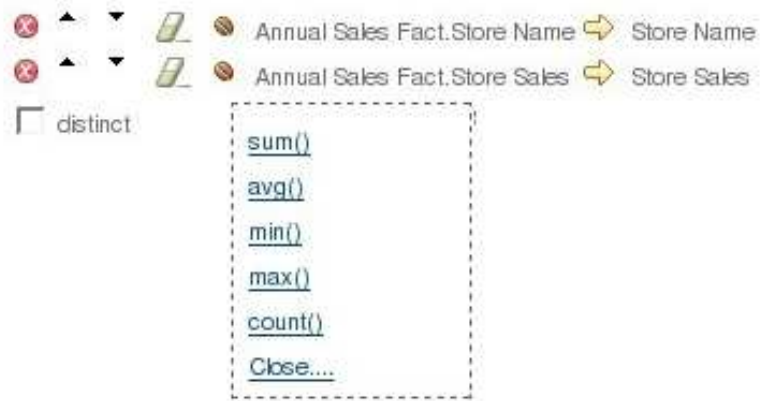 Annual Sales Fact.Store Name Store Name
Annual Sales Fact.Store Sales Store Sales
distinct
sum()
avg()
min()
max()
count()
Close....